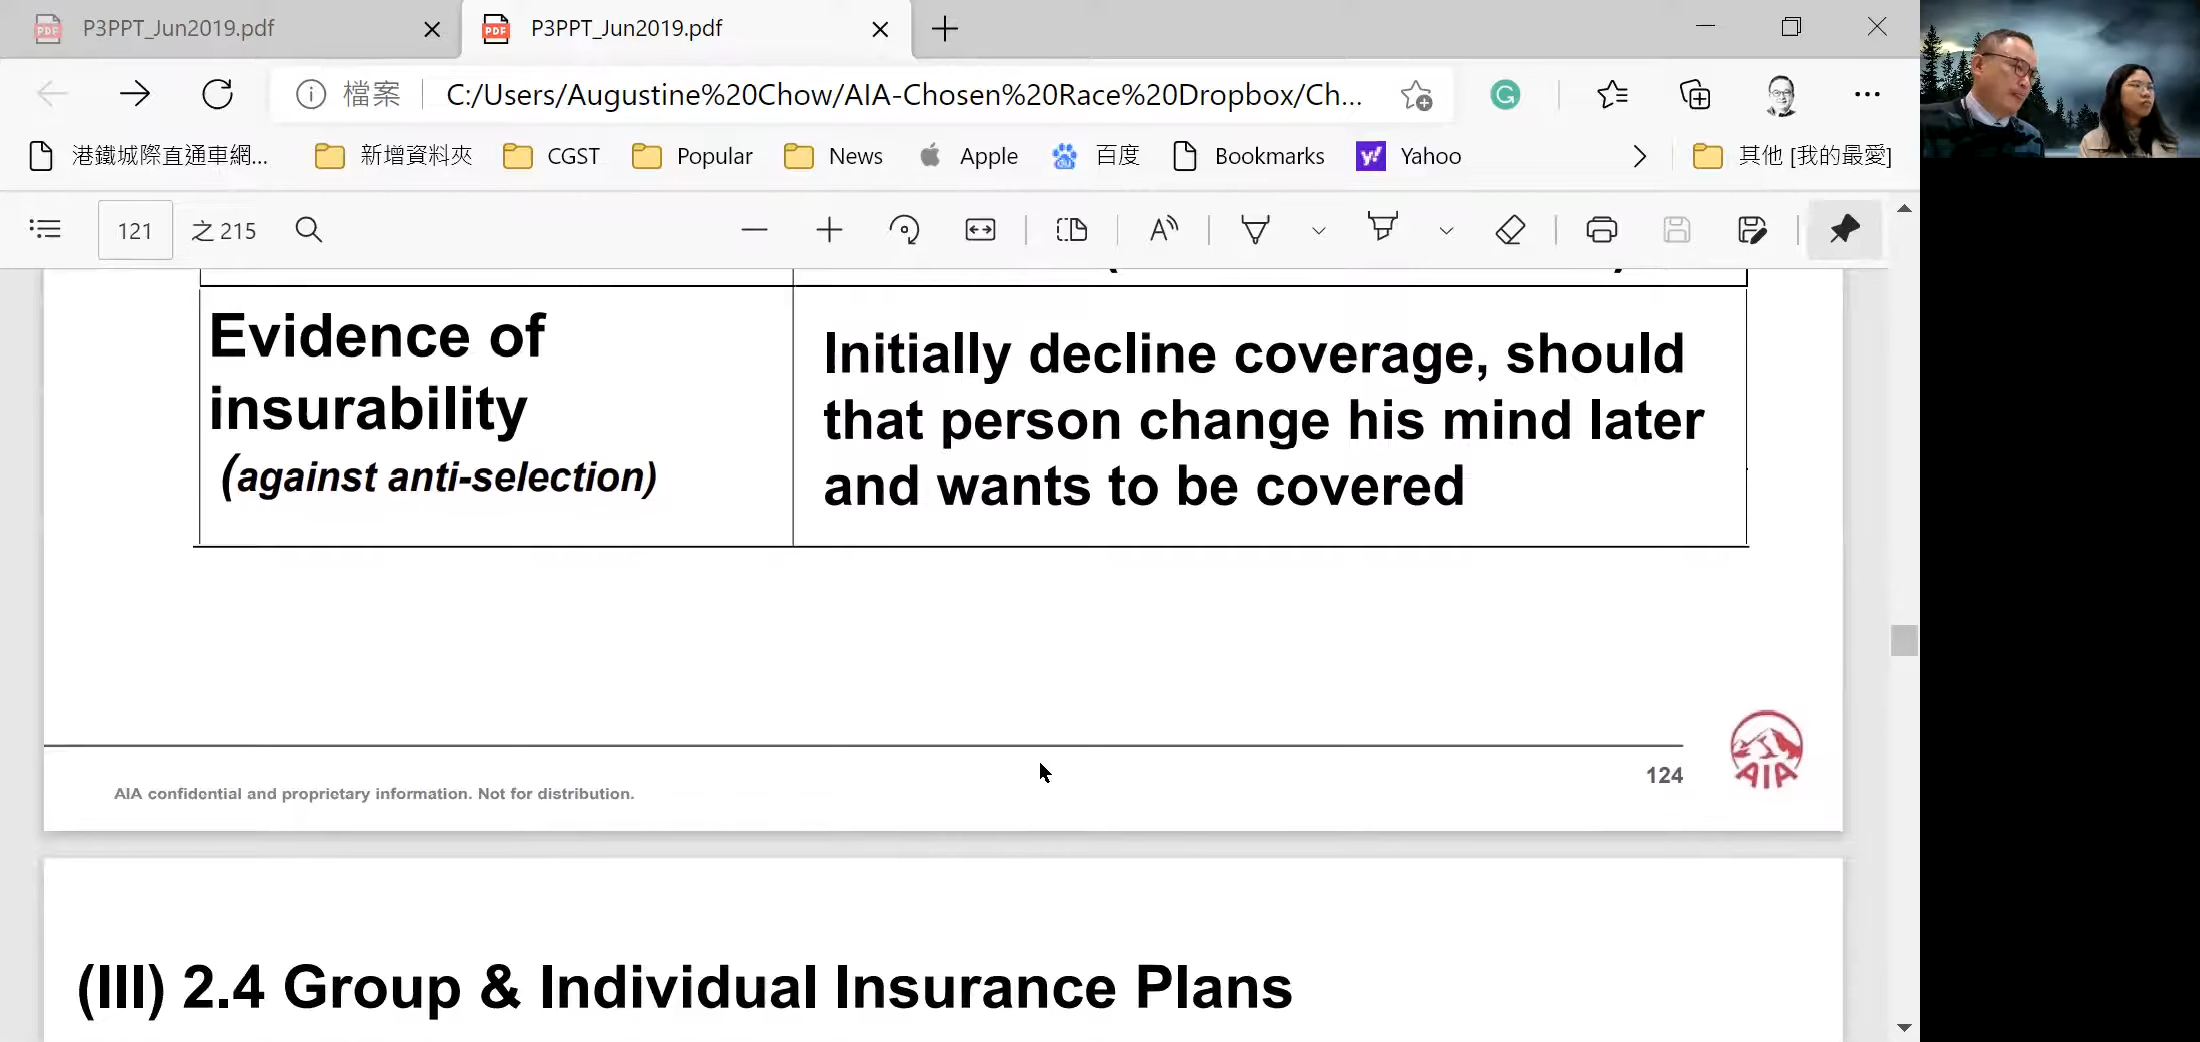 P3PPT_Jun2019.pdf
P3PPT_Jun2019.pdf
檔案
C:/Users/Augustine%20Chow/AIA-Chosen%20Race%20Dropbox/Ch...
港鐵城際直通車網...
新增資料夾
CGST
Popular
News
Apple
百度
Bookmarks
Yahoo
其他 [我的最愛]
121
之 215
Evidence of
insurability
(against anti-selection)
Initially decline coverage, should
that person change his mind later
and wants to be covered
AIA confidential and proprietary information. Not for distribution.
124
AIA
(III) 2.4 Group & Individual Insurance Plans